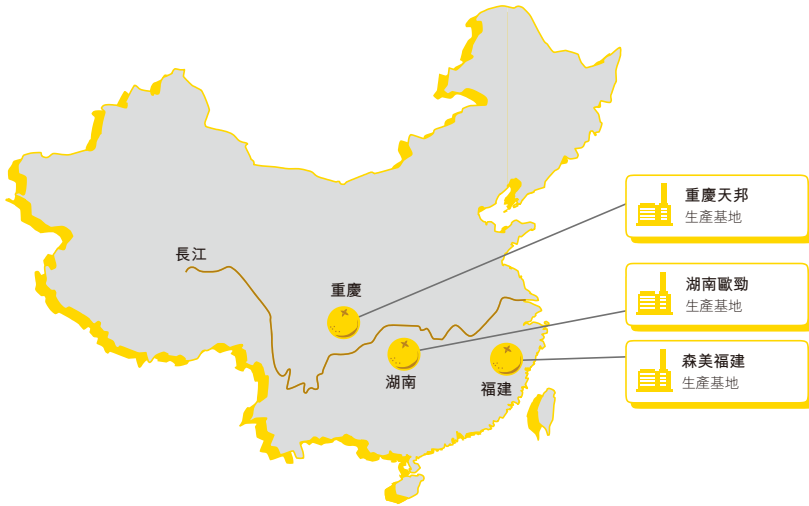 長江
重慶
湖南
福建
重慶天邦
生產基地
湖南歐勁
生產基地
森美福建
生產基地